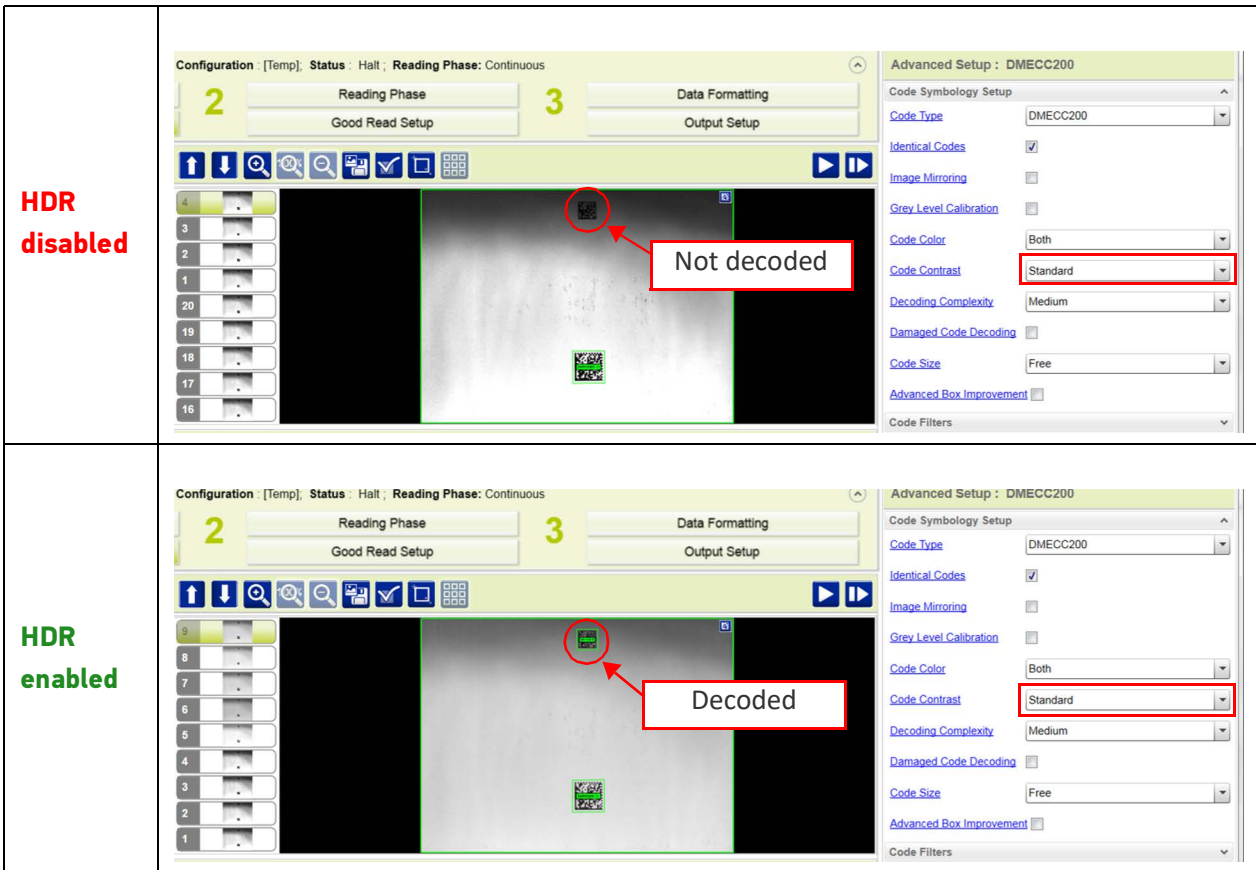 HDR
disabled
Configuration : [Temp]; Status : Halt ; Reading Phase: Continuous
2
Reading Phase
Good Read Setup
3
Data Formatting
Output Setup
4
3
2
1
20
19
18
17
16
Not decoded
Advanced Setup : DMECC200
Code Symbology Setup
Code Type DMECC200
Identical Codes
Image Mirroring
Grey Level Calibration
Code Color Both
Code Contrast Standard
Decoding Complexity Medium
Damaged Code Decoding
Code Size Free
Advanced Box Improvement
Code Filters
HDR
enabled
Configuration : [Temp]; Status : Halt ; Reading Phase: Continuous
2
Reading Phase
Good Read Setup
3
Data Formatting
Output Setup
9
8
7
6
5
4
3
2
1
Decoded
Advanced Setup : DMECC200
Code Symbology Setup
Code Type DMECC200
Identical Codes
Image Mirroring
Grey Level Calibration
Code Color Both
Code Contrast Standard
Decoding Complexity Medium
Damaged Code Decoding
Code Size Free
Advanced Box Improvement
Code Filters